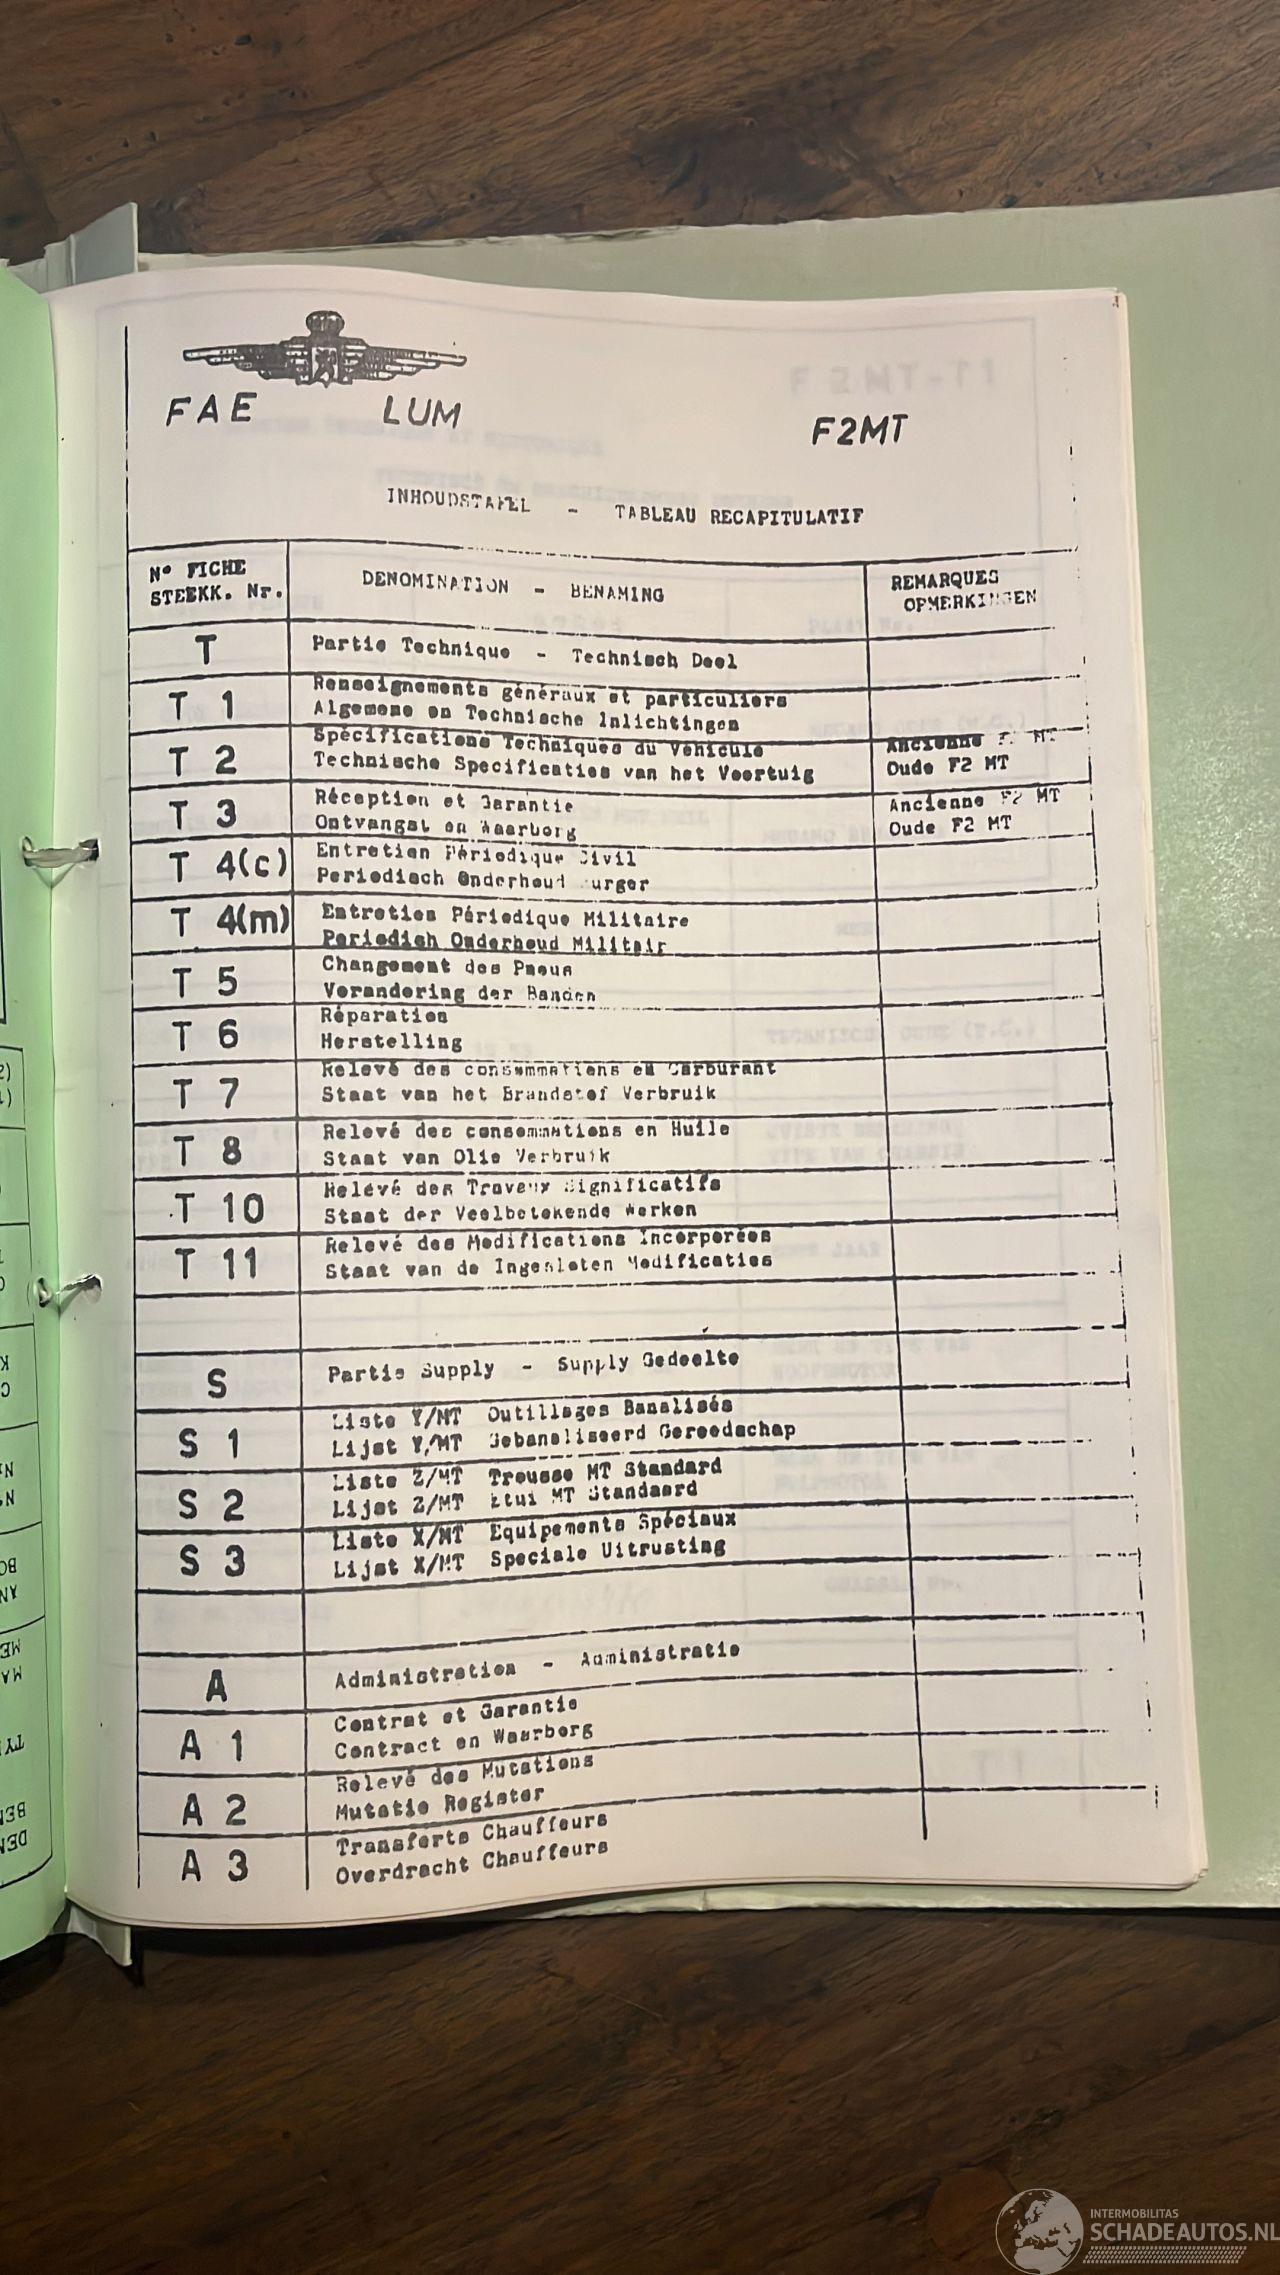 FAE LUM
F2MT
INHOUDSTAFEL - TABLEAU RECAPITULATIF
N° FICHE
STEEKK. Nr.
DENOMINATION - BENAMING
REMARQUES
OPMERKINGEN
T
Partie Technique - Technisch Deel
T 1
Renseignements généraux et particuliers
Algemene en Technische Inlichtingen
T 2
Spécifications Techniques du Véhicule
Technische Specificaties van het Voertuig
Ancienne F2 MT
Oude F2 MT
T 3
Réception et Garantie
Ontvangst en Waarborg
Ancienne F2 MT
Oude F2 MT
T 4(c)
Entretien Périodique Civil
Periodisch Onderhoud Burger
T 4(m)
Entretien Périodique Militaire
Periodish Onderhoud Militair
T 5
Changement des Pneus
Verandering der Banden
T 6
Réparation
Herstelling
T 7
Relevé des consommations en Carburant
Staat van het Brandstof Verbruik
T 8
Relevé des consommations en Huile
Staat van Olie Verbruik
T 10
Relevé des Travaux Significatifs
Staat der Veelbetekende Werken
T 11
Relevé des Modifications Incorporées
Staat van de Ingesloten Modificaties
S
Partie Supply - Supply Gedeelte
S 1
Liste Y/MT Outillages Banalisés
Lijst Y/MT Gebanaliseerd Gereedschap
S 2
Liste Z/MT Trousse MT Standard
Lijst Z/MT Etui MT Standaard
S 3
Liste X/MT Equipements Spéciaux
Lijst X/MT Speciale Uitrusting
A
Administration - Administratie
A 1
Contrat et Garantie
Contract en Waarborg
A 2
Relevé des Mutations
Mutatie Register
A 3
Transferts Chauffeurs
Overdracht Chauffeurs
INTERMOBILITAS
SCHADEAUTOS.NL